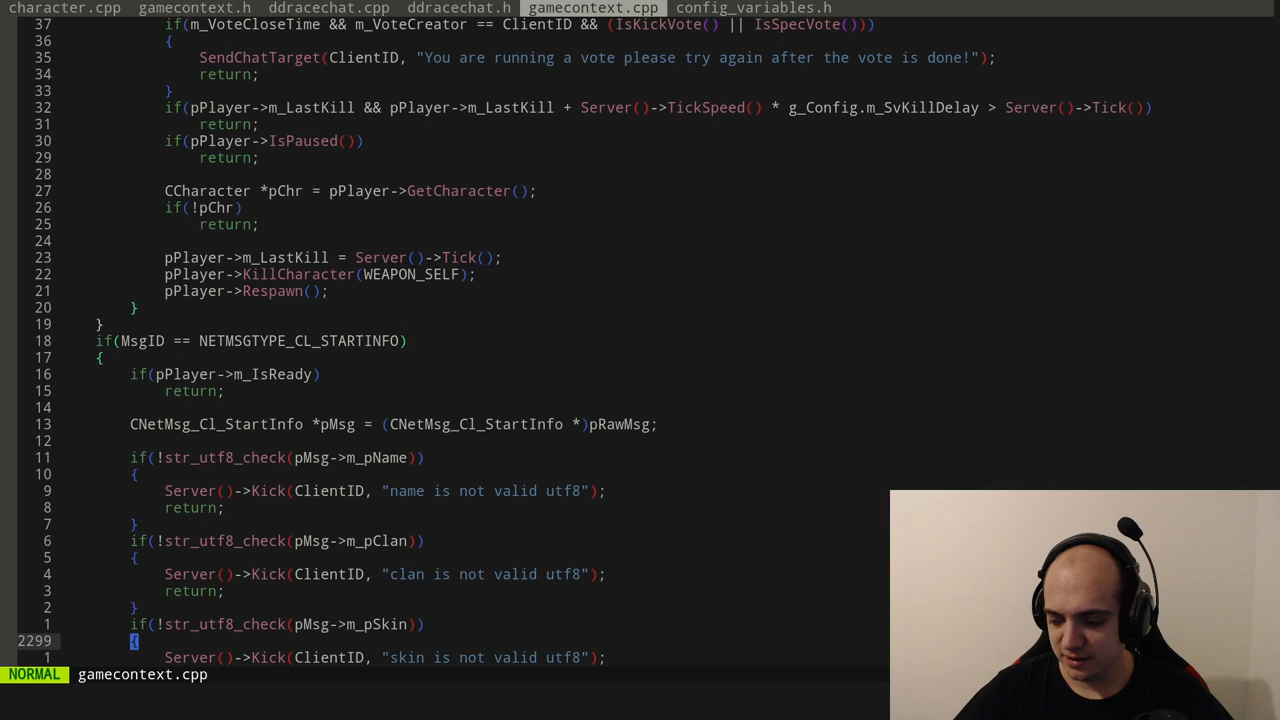 character.cpp gamecontext.h ddracechat.cpp ddracechat.h gamecontext.cpp config_variables.h
37 if(m_VoteCloseTime && m_VoteCreator == ClientID && (IsKickVote() || IsSpecVote()))
36 {
35 SendChatTarget(ClientID, "You are running a vote please try again after the vote is done!");
34 return;
33 }
32 if(pPlayer->m_LastKill && pPlayer->m_LastKill + Server()->TickSpeed() * g_Config.m_SvKillDelay > Server()->Tick())
31 return;
30 if(pPlayer->IsPaused())
29 return;
28
27 CCharacter *pChr = pPlayer->GetCharacter();
26 if(!pChr)
25 return;
24
23 pPlayer->m_LastKill = Server()->Tick();
22 pPlayer->KillCharacter(WEAPON_SELF);
21 pPlayer->Respawn();
20 }
19 }
18 if(MsgID == NETMSGTYPE_CL_STARTINFO)
17 {
16 if(pPlayer->m_IsReady)
15 return;
14
13 CNetMsg_Cl_StartInfo *pMsg = (CNetMsg_Cl_StartInfo *)pRawMsg;
12
11 if(!str_utf8_check(pMsg->m_pName))
10 {
9 Server()->Kick(ClientID, "name is not valid utf8");
8 return;
7 }
6 if(!str_utf8_check(pMsg->m_pClan))
5 {
4 Server()->Kick(ClientID, "clan is not valid utf8");
3 return;
2 }
1 if(!str_utf8_check(pMsg->m_pSkin))
2299 {
1 Server()->Kick(ClientID, "skin is not valid utf8");
NORMAL gamecontext.cpp